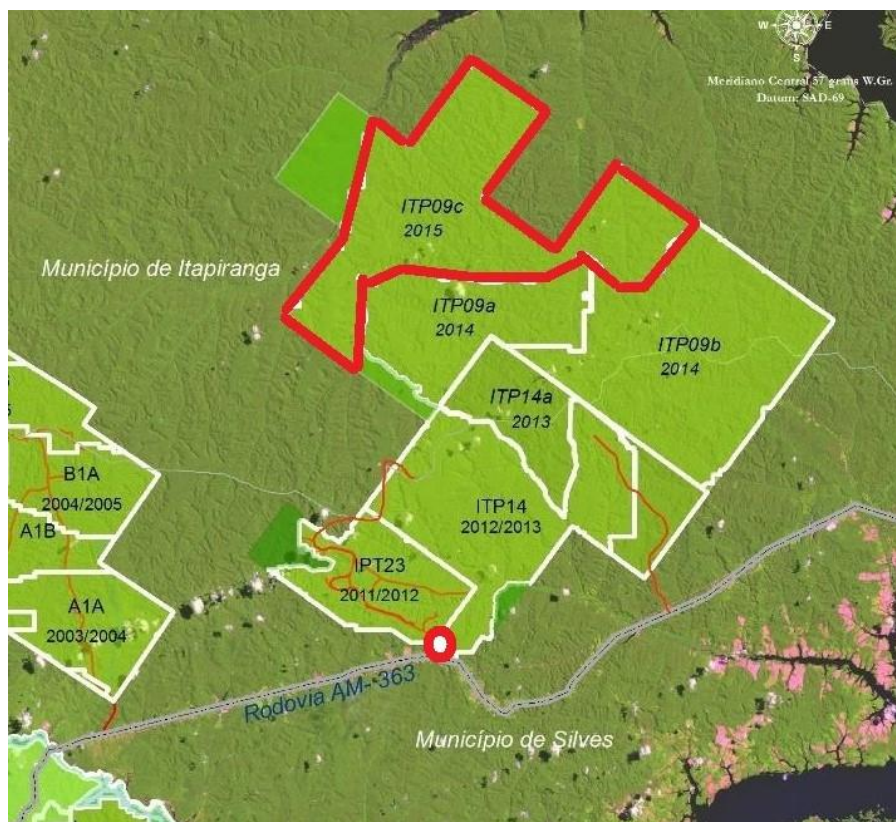 W
E
S
Meridiano Central 57 graus W.Gr.
Datum: SAD-69
ITP09c
2015
Município de Itapiranga
ITP09a
2014
ITP09b
2014
ITP14a
2013
B1A
2004/2005
ITP14
2012/2013
A1B
IPT23
2011/2012
A1A
2003/2004
Rodovia AM- 363
Município de Silves